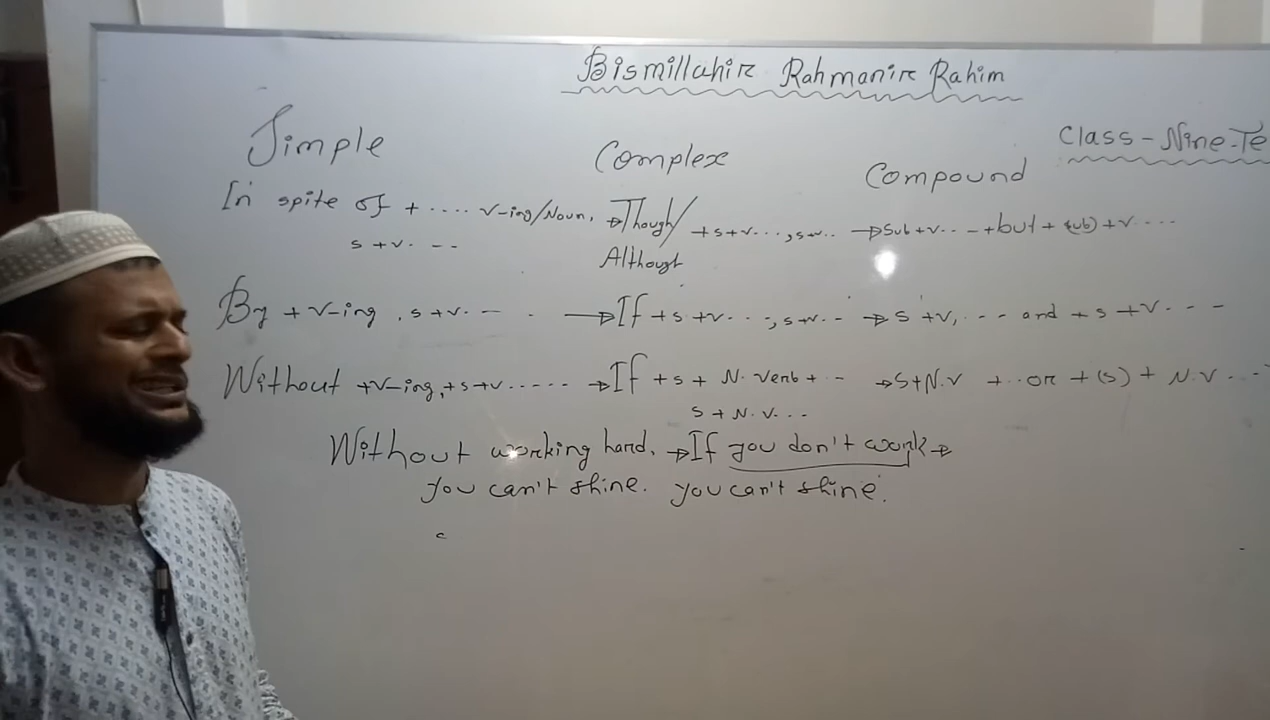 Bismillahir Rahmanir Rahim
Class - Nine - Te
Simple Complex Compound
In spite of + .... v-ing/Noun, → Though/ + s+v...., s+v.. → Sub+v... +but + (sub) + v ....
s + v. ... Although
By + v-ing, s+v. ... → If + s + v...., s+v... → s + v, ... and + s + v ....
Without +v-ing, + s+v...... → If + s + N. Verb + .. → S+N.V + .. or + (s) + N.V ....
s + N. v...
Without working hard, → If you don't work →
you can't shine. you can't shine.